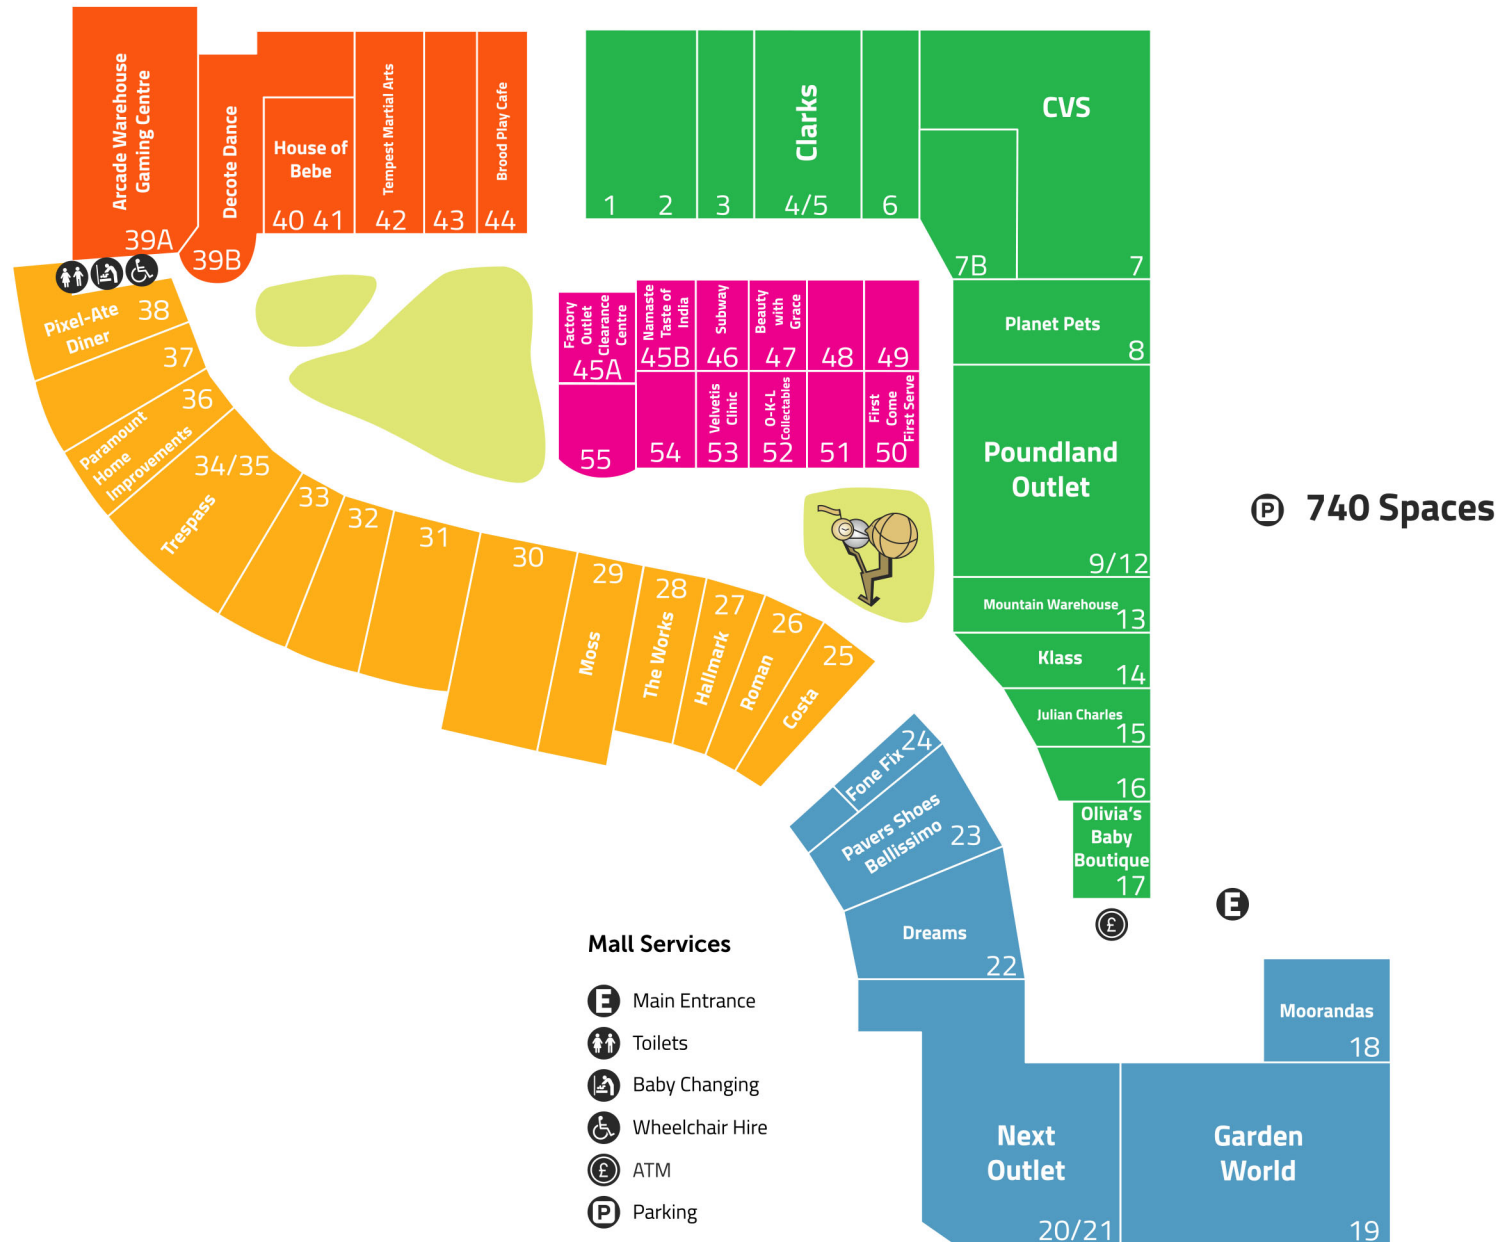 Arcade Warehouse
Gaming Centre
39A
Decote Dance
39B
House of
Bebe
40 41
Tempest Martial Arts
42
43
Brood Play Cafe
44
1
2
3
Clarks
4/5
6
CVS
7B
7
Planet Pets
8
Poundland
Outlet
9/12
Mountain Warehouse
13
Klass
14
Julian Charles
15
16
Olivia's
Baby
Boutique
17
Factory
Outlet
Clearance
Centre
45A
Namaste
Taste of
India
45B
Subway
46
Beauty
with
Grace
47
48
49
55
54
Velvetis
Clinic
53
O-K-L
Collectables
52
51
First
Come
First Serve
50
Pixel-Ate
Diner
38
37
36
Paramount
Home
Improvements
34/35
Trespass
33
32
31
30
29
Moss
28
The Works
27
Hallmark
26
Roman
25
Costa
P 740 Spaces
24
Fone Fix
Pavers Shoes
Bellissimo
23
Dreams
22
£
E
Moorandas
18
Next
Outlet
20/21
Garden
World
19
Mall Services
E Main Entrance
Toilets
Baby Changing
Wheelchair Hire
£ ATM
P Parking